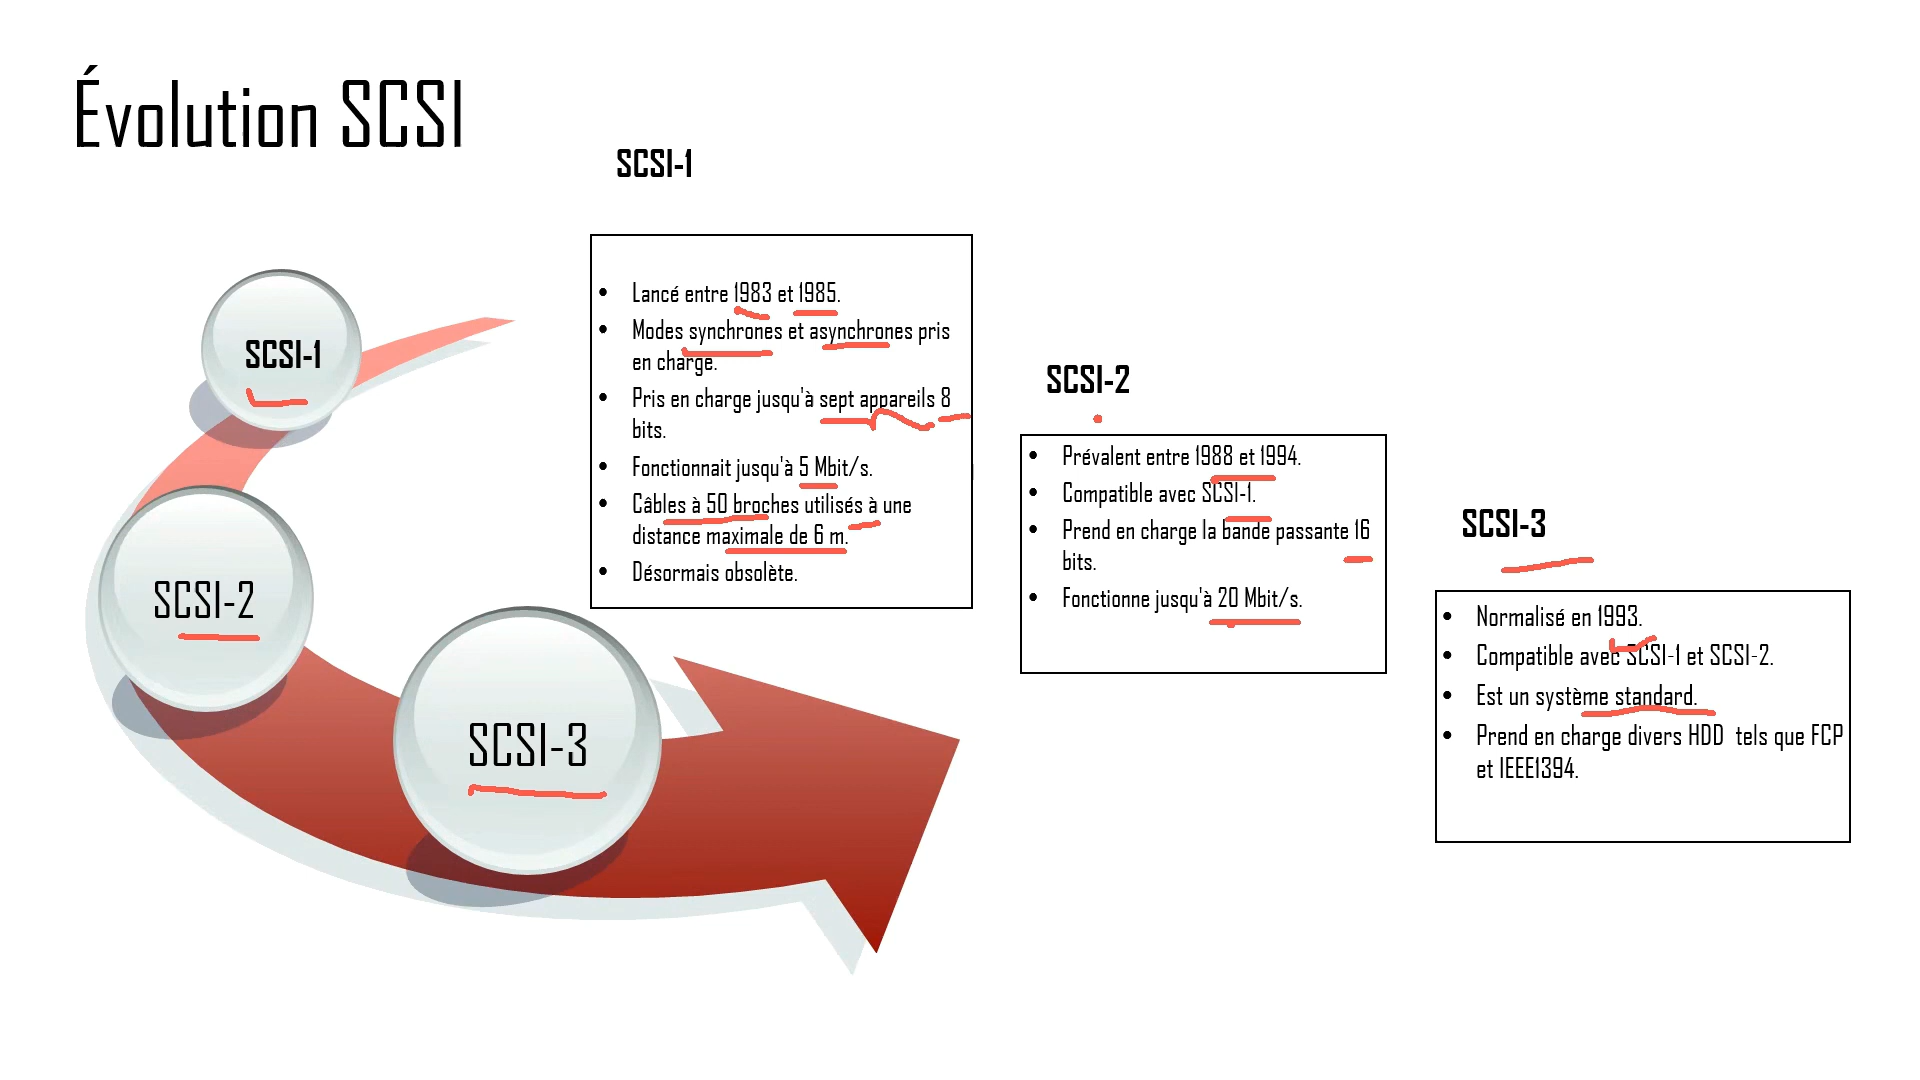 Évolution SCSI
SCSI-1
• Lancé entre 1983 et 1985.
• Modes synchrones et asynchrones pris
en charge.
• Pris en charge jusqu'à sept appareils 8
bits.
• Fonctionnait jusqu'à 5 Mbit/s.
• Câbles à 50 broches utilisés à une
distance maximale de 6 m.
• Désormais obsolète.
SCSI-2
• Prévalent entre 1988 et 1994.
• Compatible avec SCSI-1.
• Prend en charge la bande passante 16
bits.
• Fonctionne jusqu'à 20 Mbit/s.
SCSI-3
• Normalisé en 1993.
• Compatible avec SCSI-1 et SCSI-2.
• Est un système standard.
• Prend en charge divers HDD tels que FCP
et IEEE1394.
SCSI-1
SCSI-2
SCSI-3